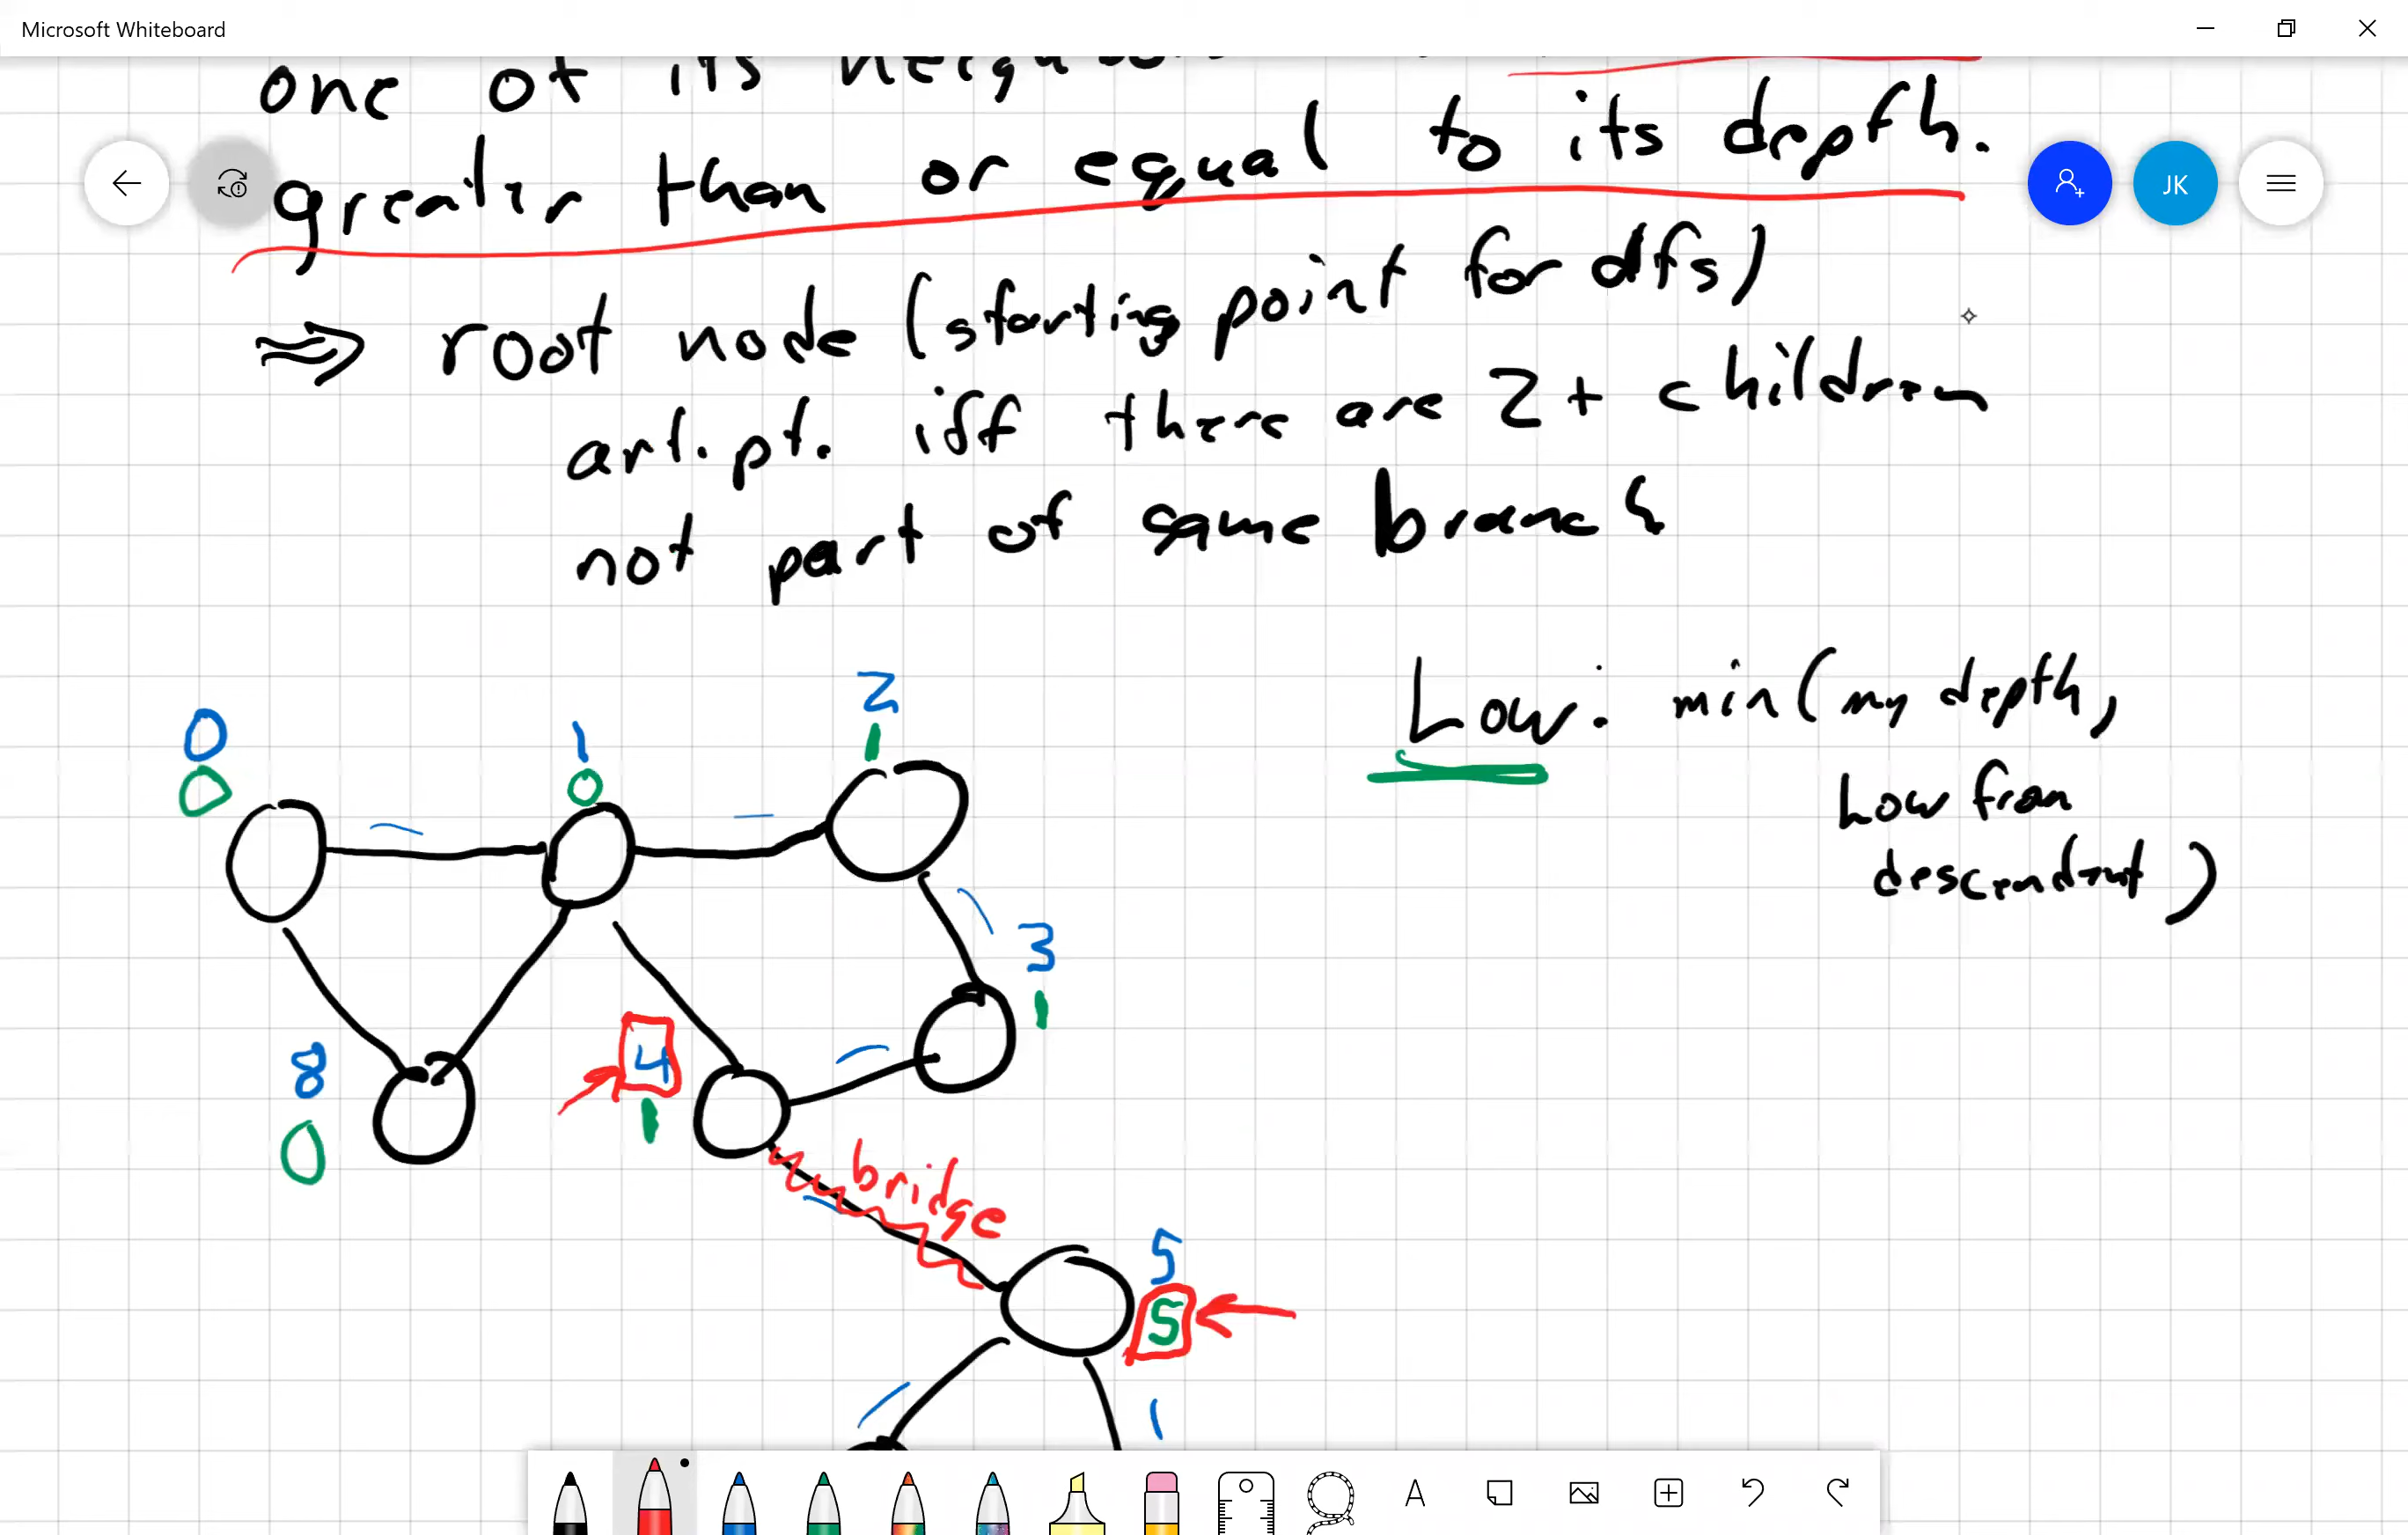 Microsoft Whiteboard
one of its
greater than or equal to its depth.
JK
⇒ root node (starting point for dfs)
art. pt. iff there are 2+ children
not part of same branch
Low: min(my depth,
Low from
descendant)
2
1
0
0
1
0
3
1
4
1
8
0
bridge
5
5
A